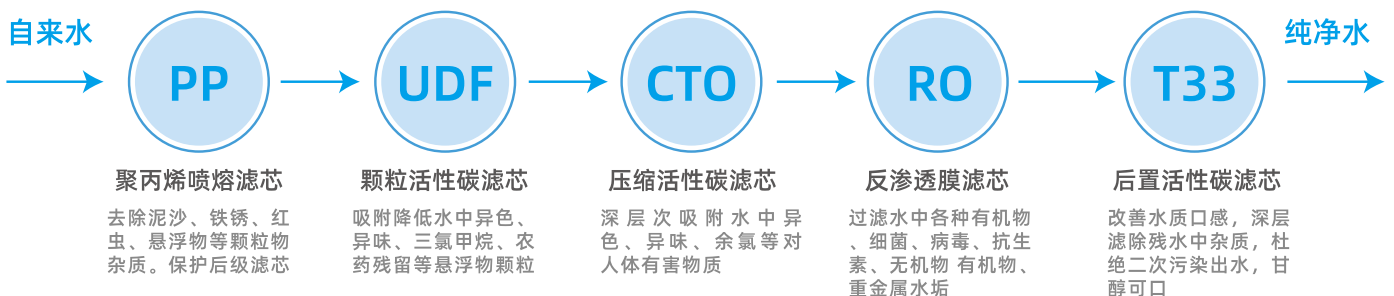 自来水
纯净水
PP
UDF
CTO
RO
T33
聚丙烯喷熔滤芯
去除泥沙、铁锈、红
虫、悬浮物等颗粒物
杂质。保护后级滤芯
颗粒活性碳滤芯
吸附降低水中异色、
异味、三氯甲烷、农
药残留等悬浮物颗粒
压缩活性碳滤芯
深层次吸附水中异
色、异味、余氯等对
人体有害物质
反渗透膜滤芯
过滤水中各种有机物
、细菌、病毒、抗生
素、无机物 有机物、
重金属水垢
后置活性碳滤芯
改善水质口感，深层
滤除残水中杂质，杜
绝二次污染出水，甘
醇可口